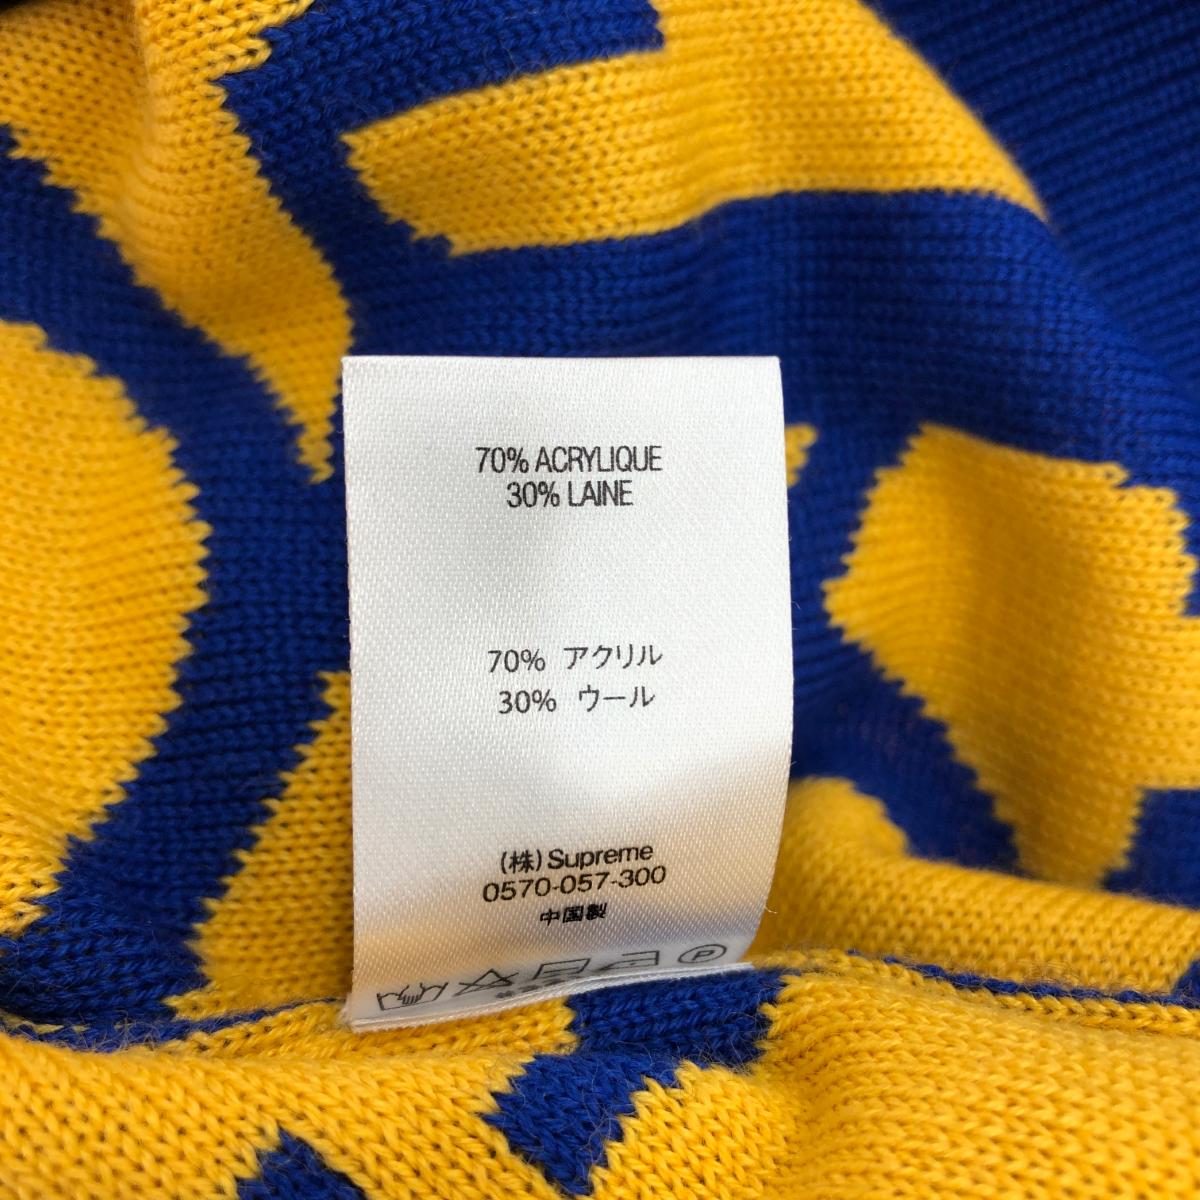 70% ACRYLIQUE
30% LAINE
70% アクリル
30% ウール
(株) Supreme
0570-057-300
中国製
P